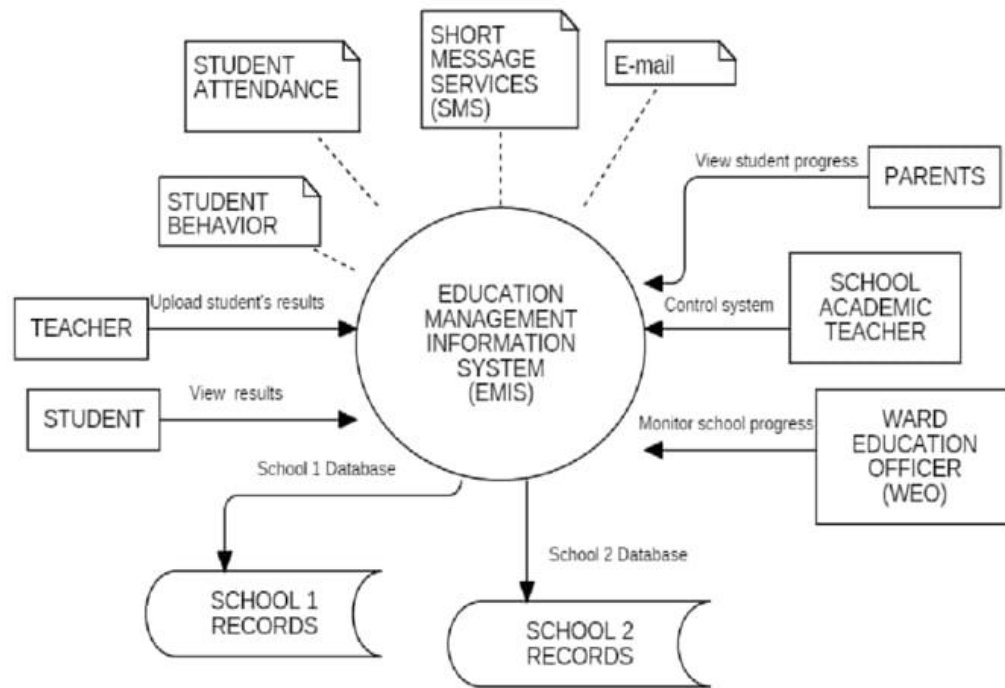 STUDENT
ATTENDANCE
SHORT
MESSAGE
SERVICES
(SMS)
E-mail
View student progress
PARENTS
STUDENT
BEHAVIOR
EDUCATION
MANAGEMENT
INFORMATION
SYSTEM
(EMIS)
Upload student's results
TEACHER
Control system
SCHOOL
ACADEMIC
TEACHER
View results
STUDENT
Monitor school progress
WARD
EDUCATION
OFFICER
(WEO)
School 1 Database
School 2 Database
SCHOOL 1
RECORDS
SCHOOL 2
RECORDS